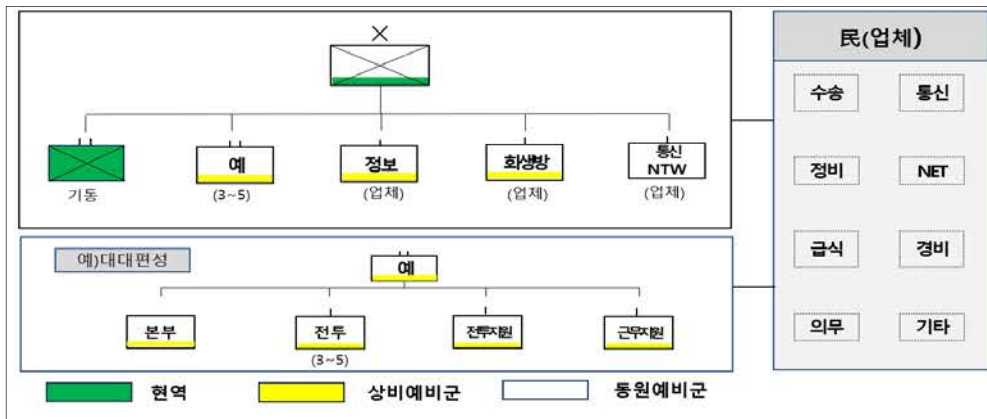 民(업체)
수송
통신
정비
NET
급식
경비
의무
기타
×
기동
예
(3~5)
정보
(업체)
화생방
(업체)
통신
NTW
(업체)
예)대대편성
예
본부
전투
(3~5)
전투지원
근무지원
현역
상비예비군
동원예비군